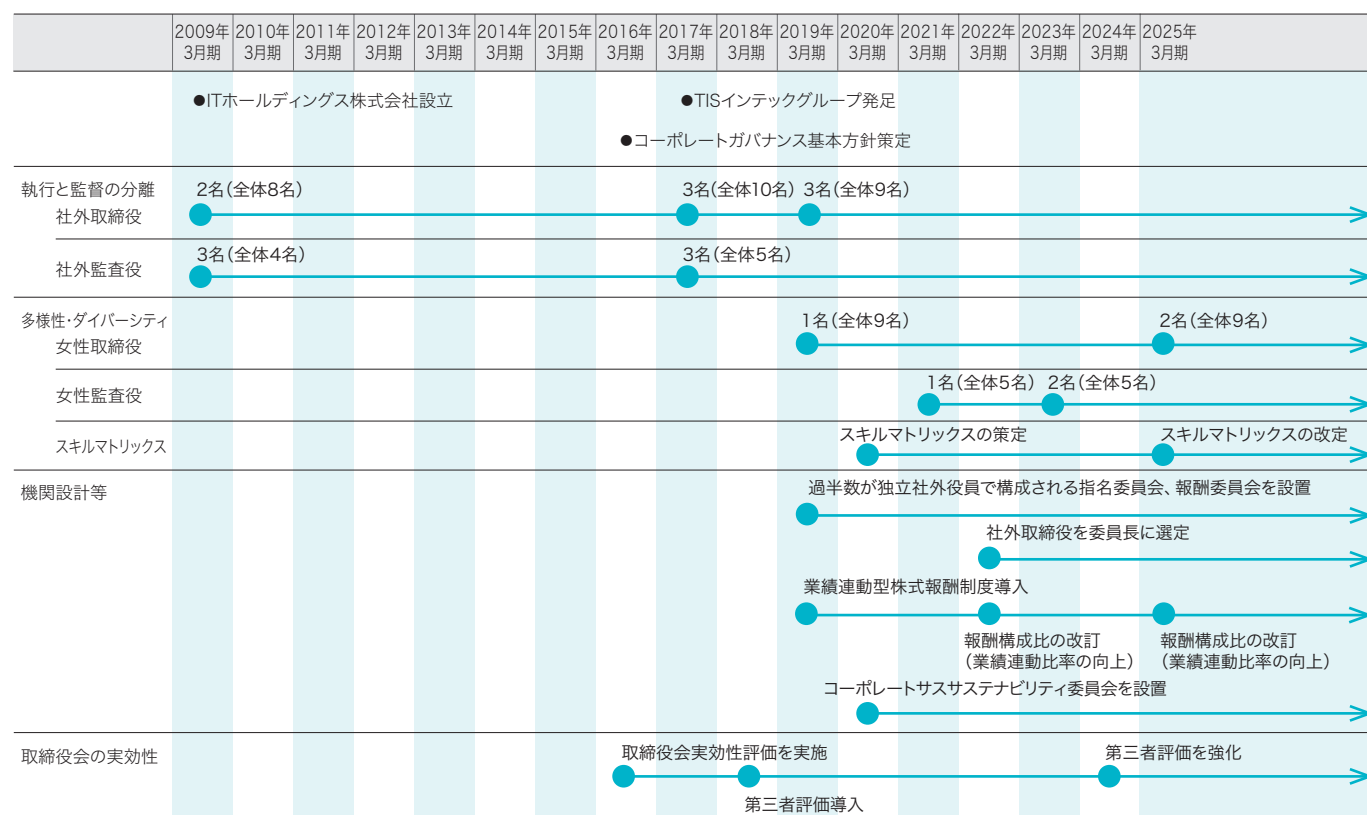 2009年 2010年 2011年 2012年 2013年 2014年 2015年 2016年 2017年 2018年 2019年 2020年 2021年 2022年 2023年 2024年 2025年
3月期 3月期 3月期 3月期 3月期 3月期 3月期 3月期 3月期 3月期 3月期 3月期 3月期 3月期 3月期 3月期 3月期
●ITホールディングス株式会社設立 ●TISインテックグループ発足
●コーポレートガバナンス基本方針策定
執行と監督の分離 2名(全体8名) 3名(全体10名) 3名(全体9名)
社外取締役
3名(全体4名) 3名(全体5名)
社外監査役
多様性・ダイバーシティ 1名(全体9名) 2名(全体9名)
女性取締役
1名(全体5名) 2名(全体5名)
女性監査役
スキルマトリックスの策定 スキルマトリックスの改定
スキルマトリックス
機関設計等 過半数が独立社外役員で構成される指名委員会、報酬委員会を設置
社外取締役を委員長に選定
業績連動型株式報酬制度導入
報酬構成比の改訂 報酬構成比の改訂
(業績連動比率の向上) (業績連動比率の向上)
コーポレートサスサステナビリティ委員会を設置
取締役会の実効性 取締役会実効性評価を実施 第三者評価を強化
第三者評価導入